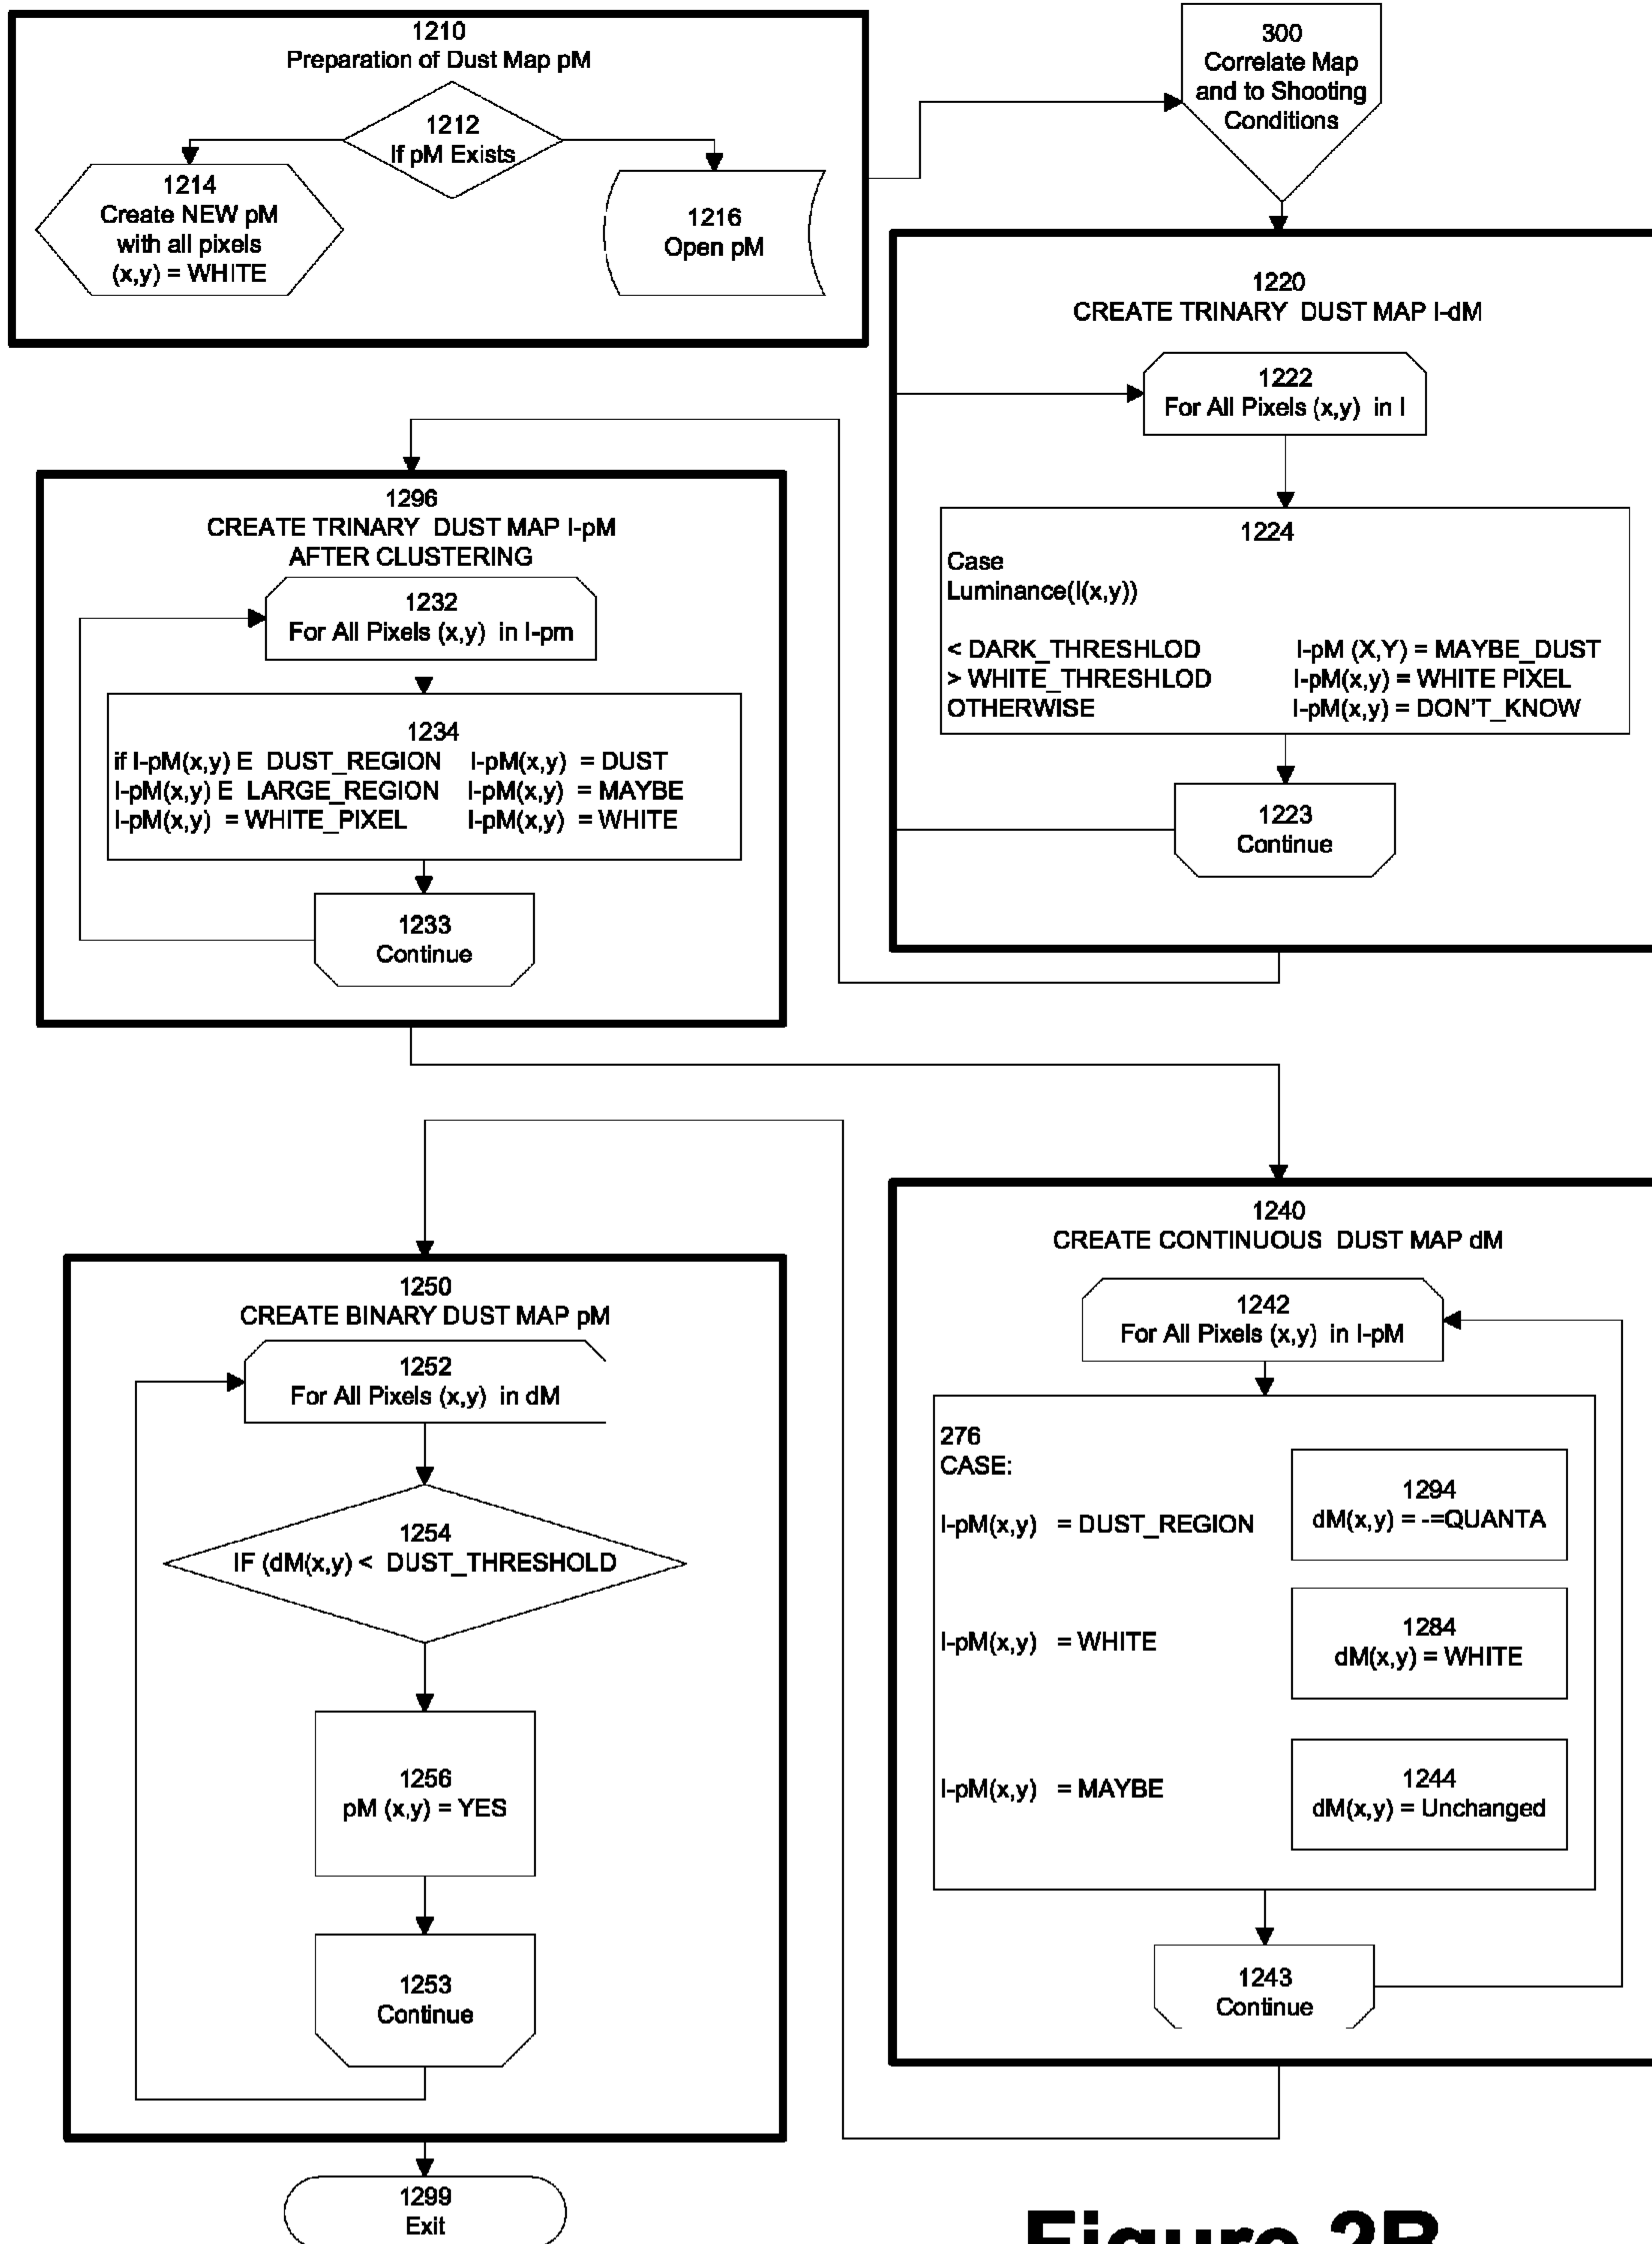 1210
Preparation of Dust Map pM
1212
If pM Exists
1214
Create NEW pM
with all pixels
(x,y) = WHITE
1216
Open pM
300
Correlate Map
and to Shooting
Conditions
1220
CREATE TRINARY DUST MAP I-dM
1222
For All Pixels (x,y) in I
1224
Case
Luminance(I(x,y))
< DARK_THRESHLOD I-pM (X,Y) = MAYBE_DUST
> WHITE_THRESHLOD I-pM(x,y) = WHITE PIXEL
OTHERWISE I-pM(x,y) = DON'T_KNOW
1223
Continue
1296
CREATE TRINARY DUST MAP I-pM
AFTER CLUSTERING
1232
For All Pixels (x,y) in I-pm
1234
if I-pM(x,y) E DUST_REGION I-pM(x,y) = DUST
I-pM(x,y) E LARGE_REGION I-pM(x,y) = MAYBE
I-pM(x,y) = WHITE_PIXEL I-pM(x,y) = WHITE
1233
Continue
1240
CREATE CONTINUOUS DUST MAP dM
1242
For All Pixels (x,y) in I-pM
276
CASE:
I-pM(x,y) = DUST_REGION
1294
dM(x,y) = -=QUANTA
I-pM(x,y) = WHITE
1284
dM(x,y) = WHITE
I-pM(x,y) = MAYBE
1244
dM(x,y) = Unchanged
1243
Continue
1250
CREATE BINARY DUST MAP pM
1252
For All Pixels (x,y) in dM
1254
IF (dM(x,y) < DUST_THRESHOLD
1256
pM (x,y) = YES
1253
Continue
1299
Exit
Figure 2B